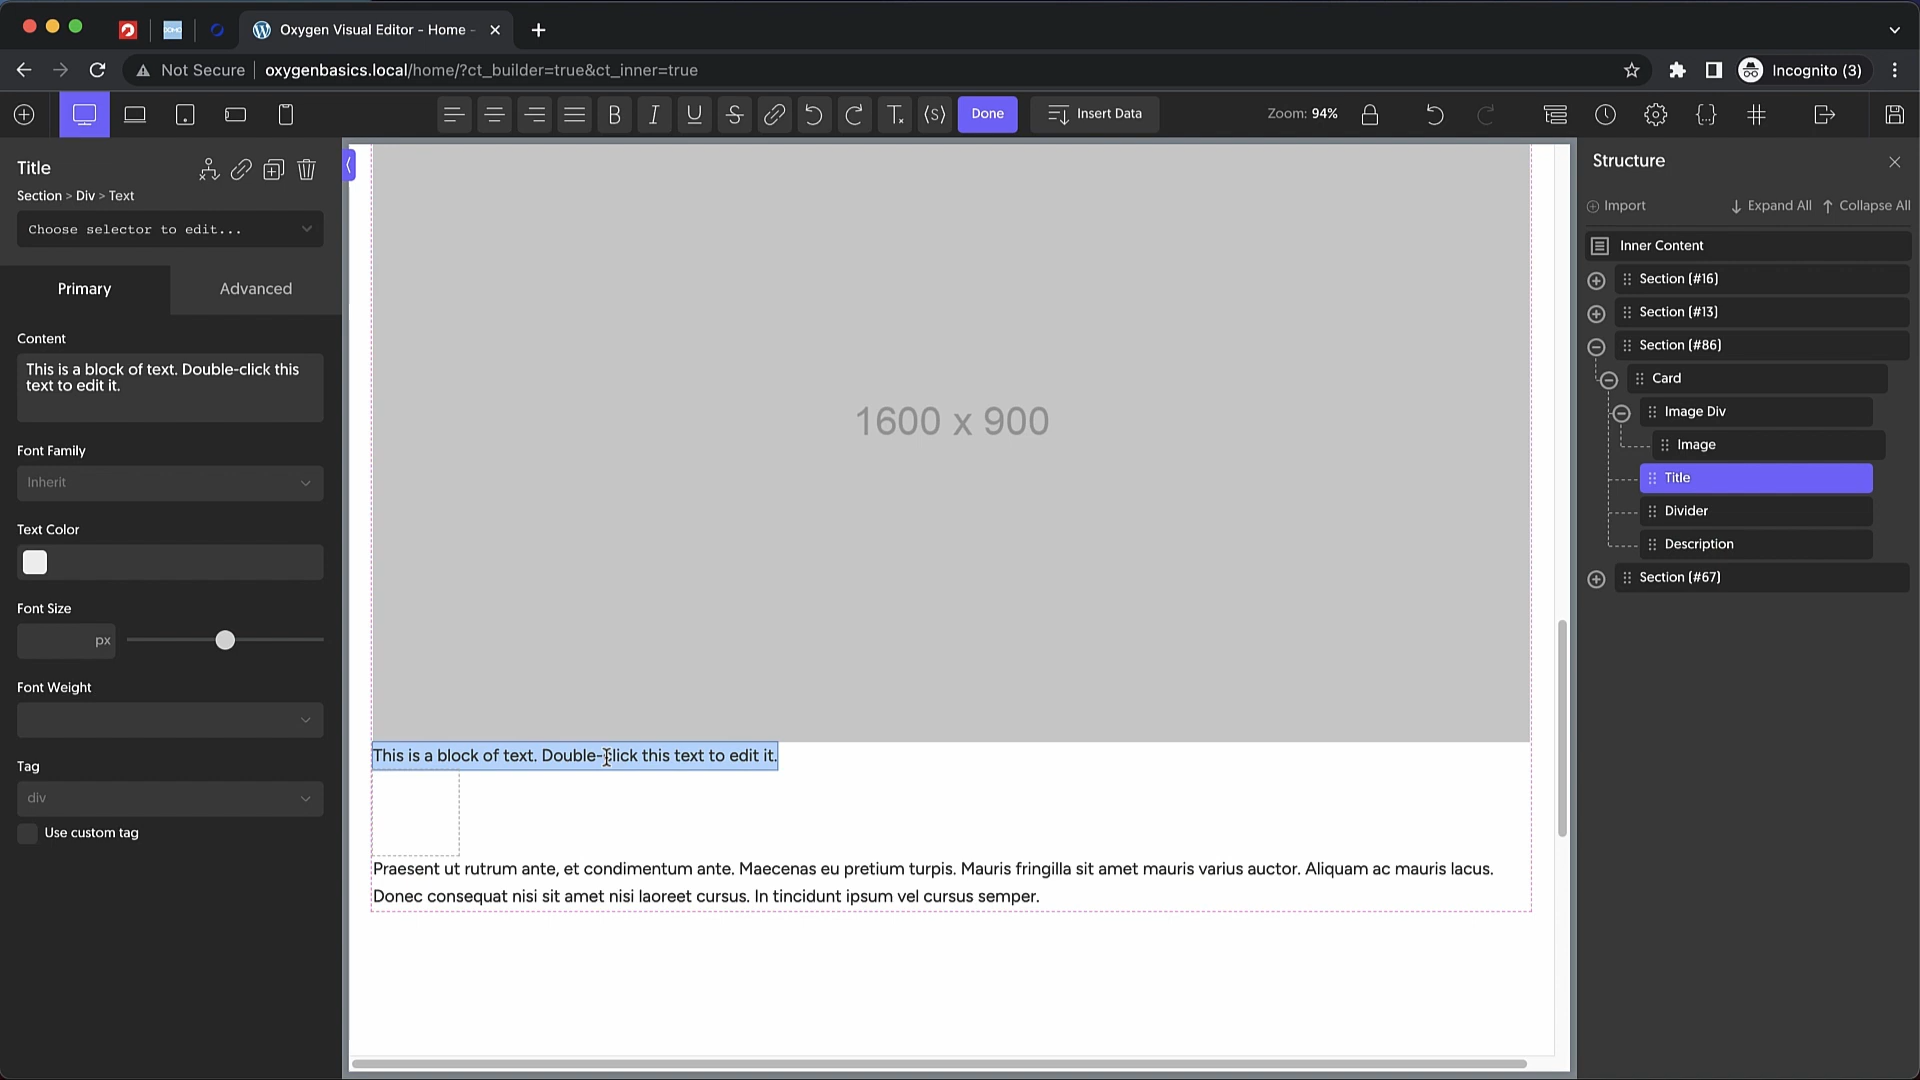 Oxygen Visual Editor - Home -
Not Secure
oxygenbasics.local/home/?ct_builder=true&ct_inner=true
Incognito (3)
Done
Insert Data
Zoom: 94%
Title
Section > Div > Text
Choose selector to edit...
Primary
Advanced
Content
This is a block of text. Double-click this
text to edit it.
Font Family
Inherit
Text Color
Font Size
px
Font Weight
Tag
div
Use custom tag
1600 x 900
This is a block of text. Double-click this text to edit it.
Praesent ut rutrum ante, et condimentum ante. Maecenas eu pretium turpis. Mauris fringilla sit amet mauris varius auctor. Aliquam ac mauris lacus.
Donec consequat nisi sit amet nisi laoreet cursus. In tincidunt ipsum vel cursus semper.
Structure
Import
Expand All
Collapse All
Inner Content
Section (#16)
Section (#13)
Section (#86)
Card
Image Div
Image
Title
Divider
Description
Section (#67)